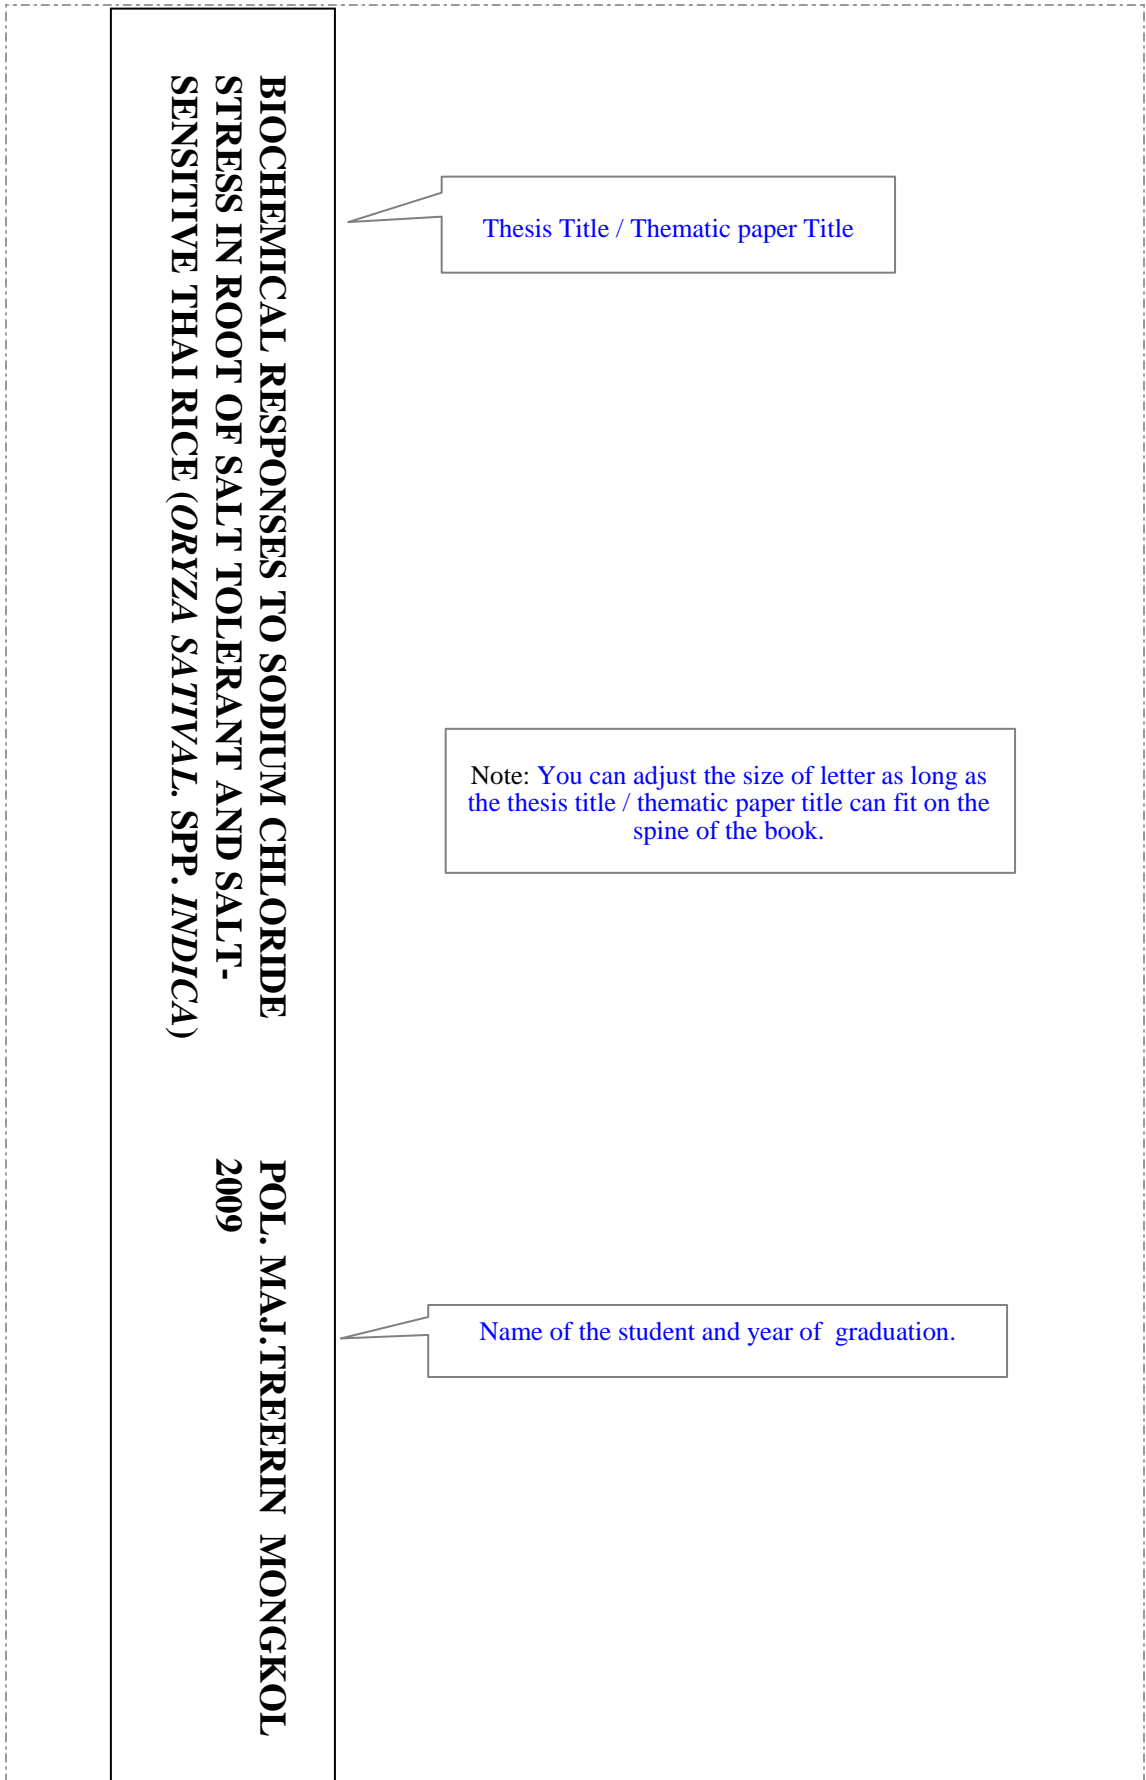 BIOCHEMICAL RESPONSES TO SODIUM CHLORIDE
STRESS IN ROOT OF SALT TOLERANT AND SALT-
SENSITIVE THAI RICE (ORYZA SATIVAL. SPP. INDICA)
Thesis Title / Thematic paper Title
Note: You can adjust the size of letter as long as
the thesis title / thematic paper title can fit on the
spine of the book.
POL. MAJ.TREERIN MONGKOL
2009
Name of the student and year of graduation.